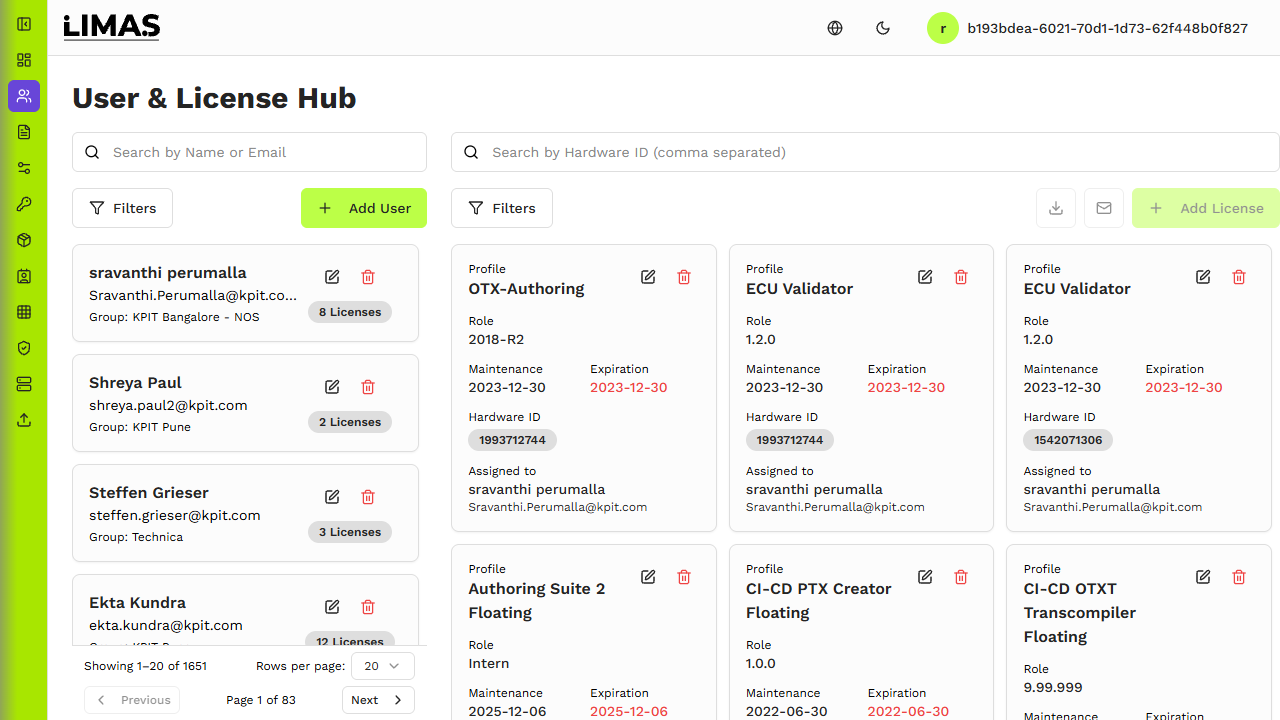 LIMAS
r
b193bdea-6021-70d1-1d73-62f448b0f827
User & License Hub
Search by Name or Email
Filters
Add User
sravanthi perumalla
Sravanthi.Perumalla@kpit.co...
Group: KPIT Bangalore - NOS
8 Licenses
Shreya Paul
shreya.paul2@kpit.com
Group: KPIT Pune
2 Licenses
Steffen Grieser
steffen.grieser@kpit.com
Group: Technica
3 Licenses
Ekta Kundra
ekta.kundra@kpit.com
12 Licenses
Showing 1–20 of 1651
Rows per page: 20
Previous
Page 1 of 83
Next
Search by Hardware ID (comma separated)
Filters
Add License
Profile
OTX-Authoring
Role
2018-R2
Maintenance Expiration
2023-12-30 2023-12-30
Hardware ID
1993712744
Assigned to
sravanthi perumalla
Sravanthi.Perumalla@kpit.com
Profile
ECU Validator
Role
1.2.0
Maintenance Expiration
2023-12-30 2023-12-30
Hardware ID
1993712744
Assigned to
sravanthi perumalla
Sravanthi.Perumalla@kpit.com
Profile
ECU Validator
Role
1.2.0
Maintenance Expiration
2023-12-30 2023-12-30
Hardware ID
1542071306
Assigned to
sravanthi perumalla
Sravanthi.Perumalla@kpit.com
Profile
Authoring Suite 2
Floating
Role
Intern
Maintenance Expiration
2025-12-06 2025-12-06
Profile
CI-CD PTX Creator
Floating
Role
1.0.0
Maintenance Expiration
2022-06-30 2022-06-30
Profile
CI-CD OTXT
Transcompiler
Floating
Role
9.99.999
Maintenance Expiration